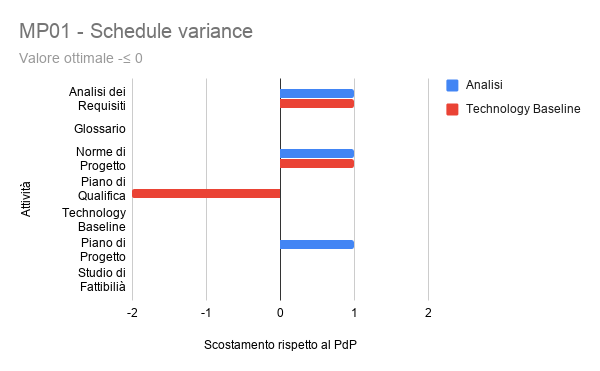 MP01 - Schedule variance
Valore ottimale -≤ 0
Analisi
Technology Baseline
Analisi dei
Requisiti
Glossario
Norme di
Progetto
Piano di
Qualifica
Technology
Baseline
Piano di
Progetto
Studio di
Fattibilià
Attività
-2
-1
0
1
2
Scostamento rispetto al PdP